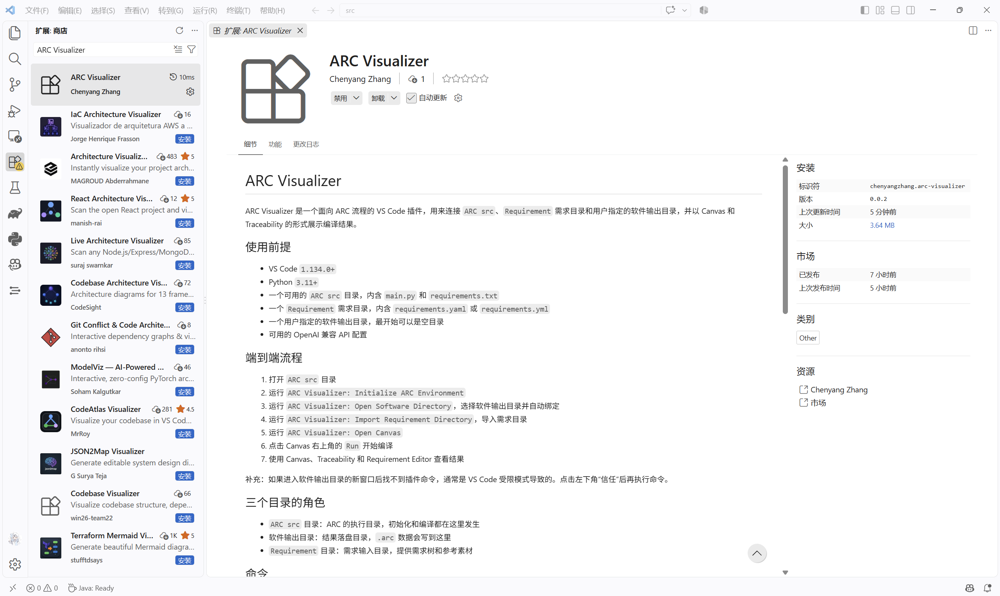 文件(F) 编辑(E) 选择(S) 查看(V) 转到(G) 运行(R) 终端(T) 帮助(H) src
扩展: 商店
ARC Visualizer
ARC Visualizer 10ms
Chenyang Zhang
IaC Architecture Visualizer 16
Visualizador de arquitetura AWS a ...
Jorge Henrique Frasson 安装
Architecture Visualiz... 483 5
Instantly visualize your project arch...
MAGROUD Abderrahmane 安装
React Architecture Vis... 12 5
Scan the open React project and vi...
manish-rai 安装
Live Architecture Visualizer 85
Scan any Node.js/Express/MongoD...
suraj swarnkar 安装
Codebase Architecture Vis... 72
Architecture diagrams for 13 frame...
CodeSight 安装
Git Conflict & Code Archite... 8
Interactive dependency graphs & vi...
anonto rihsi 安装
ModelViz — AI-Powered ... 46
Interactive, zero-config PyTorch arc...
Soham Kalgutkar 安装
CodeAtlas Visualizer 281 4.5
Visualize your codebase in VS Cod...
MrRoy 安装
json2map
JSON2Map Visualizer
Generate editable system design di...
G Surya Teja 安装
Codebase Visualizer 66
Visualize codebase structure, depe...
win26-team22 安装
Terraform Mermaid Vi... 1K 5
Generate beautiful Mermaid diagra...
stufftdsays 安装
扩展: ARC Visualizer
ARC Visualizer
Chenyang Zhang 1
禁用 卸载 自动更新
细节 功能 更改日志
ARC Visualizer
ARC Visualizer 是一个面向 ARC 流程的 VS Code 插件，用来连接 ARC src、Requirement 需求目录和用户指定的软件输出目录，并以 Canvas 和
Traceability 的形式展示编译结果。
使用前提
• VS Code 1.134.0+
• Python 3.11+
• 一个可用的 ARC src 目录，内含 main.py 和 requirements.txt
• 一个 Requirement 需求目录，内含 requirements.yaml 或 requirements.yml
• 一个用户指定的软件输出目录，最开始可以是空目录
• 可用的 OpenAI 兼容 API 配置
端到端流程
1. 打开 ARC src 目录
2. 运行 ARC Visualizer: Initialize ARC Environment
3. 运行 ARC Visualizer: Open Software Directory，选择软件输出目录并自动绑定
4. 运行 ARC Visualizer: Import Requirement Directory，导入需求目录
5. 运行 ARC Visualizer: Open Canvas
6. 点击 Canvas 右上角的 Run 开始编译
7. 使用 Canvas、Traceability 和 Requirement Editor 查看结果
补充：如果进入软件输出目录的新窗口后找不到插件命令，通常是 VS Code 受限模式导致的。点击左下角“信任”后再执行命令。
三个目录的角色
• ARC src 目录：ARC 的执行目录，初始化和编译都在这里发生
• 软件输出目录：结果落盘目录，.arc 数据会写到这里
• Requirement 目录：需求输入目录，提供需求树和参考素材
命令
安装
标识符 chenyangzhang.arc-visualizer
版本 0.0.2
上次更新时间 5 分钟前
大小 3.64 MB
市场
已发布 7 小时前
上次发布时间 5 小时前
类别
Other
资源
Chenyang Zhang
市场
0 0 Java: Ready